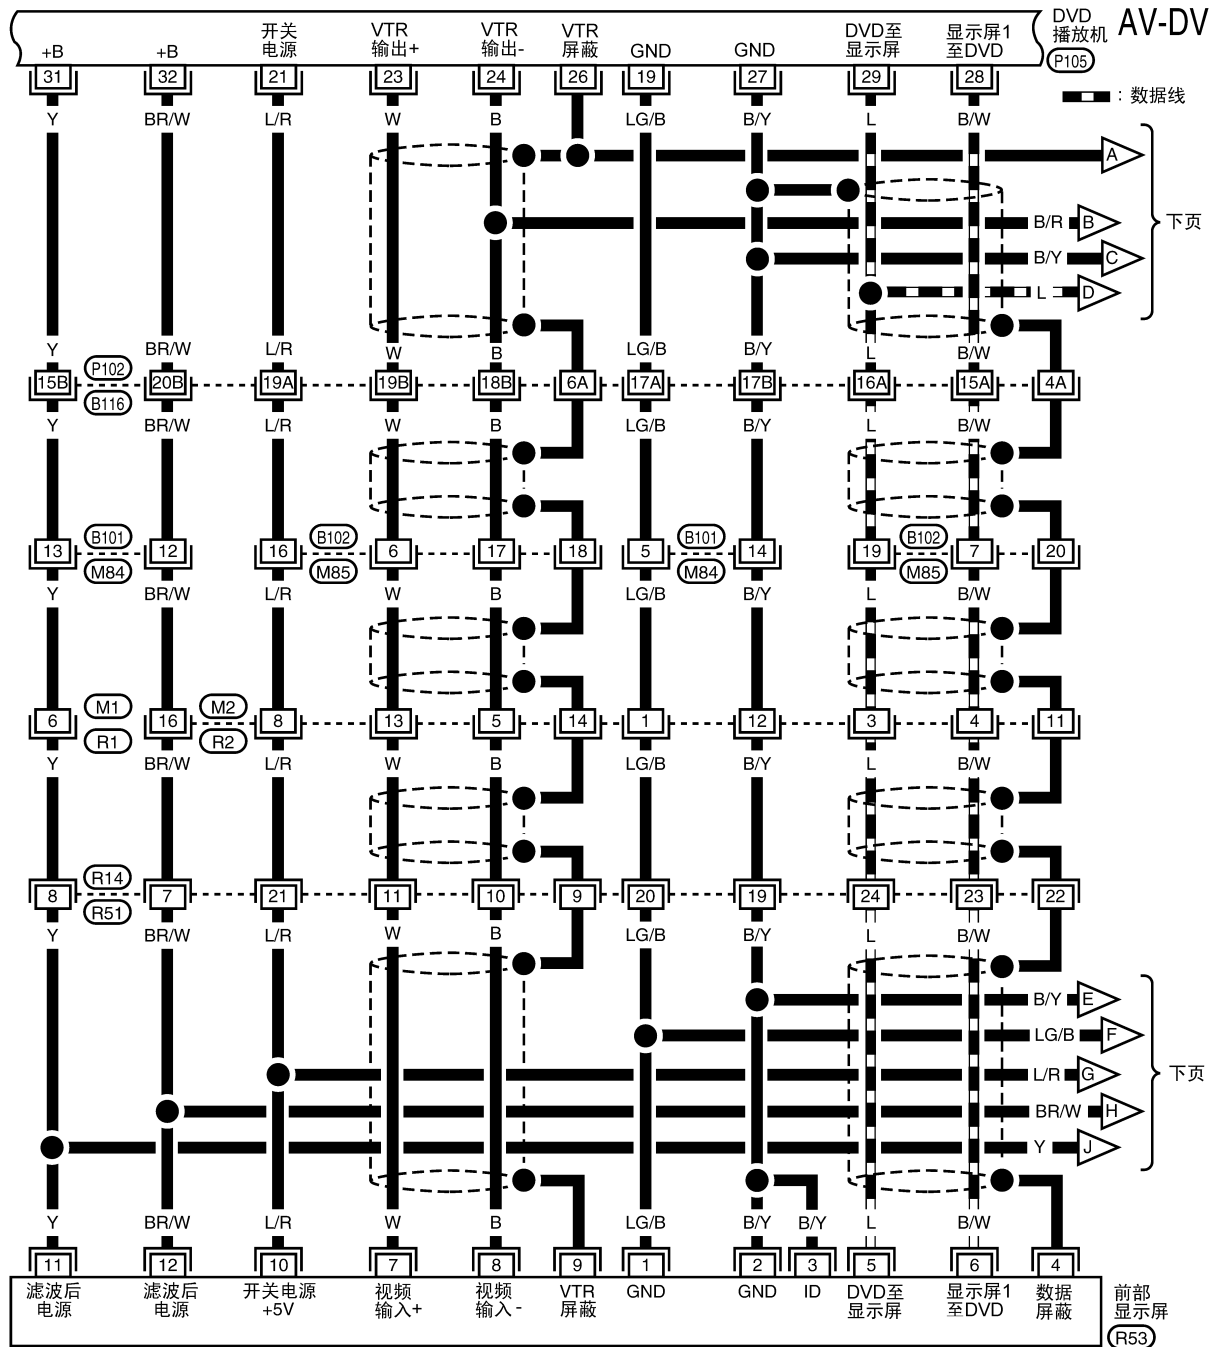 DVD
播放机
AV-DV
P105
+B +B 开关
电源 VTR
输出+ VTR
输出- VTR
屏蔽 GND GND DVD至
显示屏 显示屏1
至DVD
31 32 21 23 24 26 19 27 29 28
: 数据线
Y BR/W L/R W B LG/B B/Y L B/W
A
B/R B
下页
B/Y C
L D
Y BR/W L/R W B LG/B B/Y L B/W
P102
15B 20B 19A 19B 18B 6A 17A 17B 16A 15A 4A
B116
Y BR/W L/R W B LG/B B/Y L B/W
B101 B102 B101 B102
13 12 16 6 17 18 5 14 19 7 20
M84 M85 M84 M85
Y BR/W L/R W B LG/B B/Y L B/W
M1 M2
6 16 8 13 5 14 1 12 3 4 11
R1 R2
Y BR/W L/R W B LG/B B/Y L B/W
R14
8 7 21 11 10 9 20 19 24 23 22
R51
Y BR/W L/R W B LG/B B/Y L B/W
B/Y E
LG/B F
L/R G
下页
BR/W H
Y J
Y BR/W L/R W B LG/B B/Y B/Y L B/W
11 12 10 7 8 9 1 2 3 5 6 4
滤波后
电源
滤波后
电源
开关电源
+5V
视频
输入+
视频
输入-
VTR
屏蔽
GND
GND
ID
DVD至
显示屏
显示屏1
至DVD
数据
屏蔽
前部
显示屏
R53